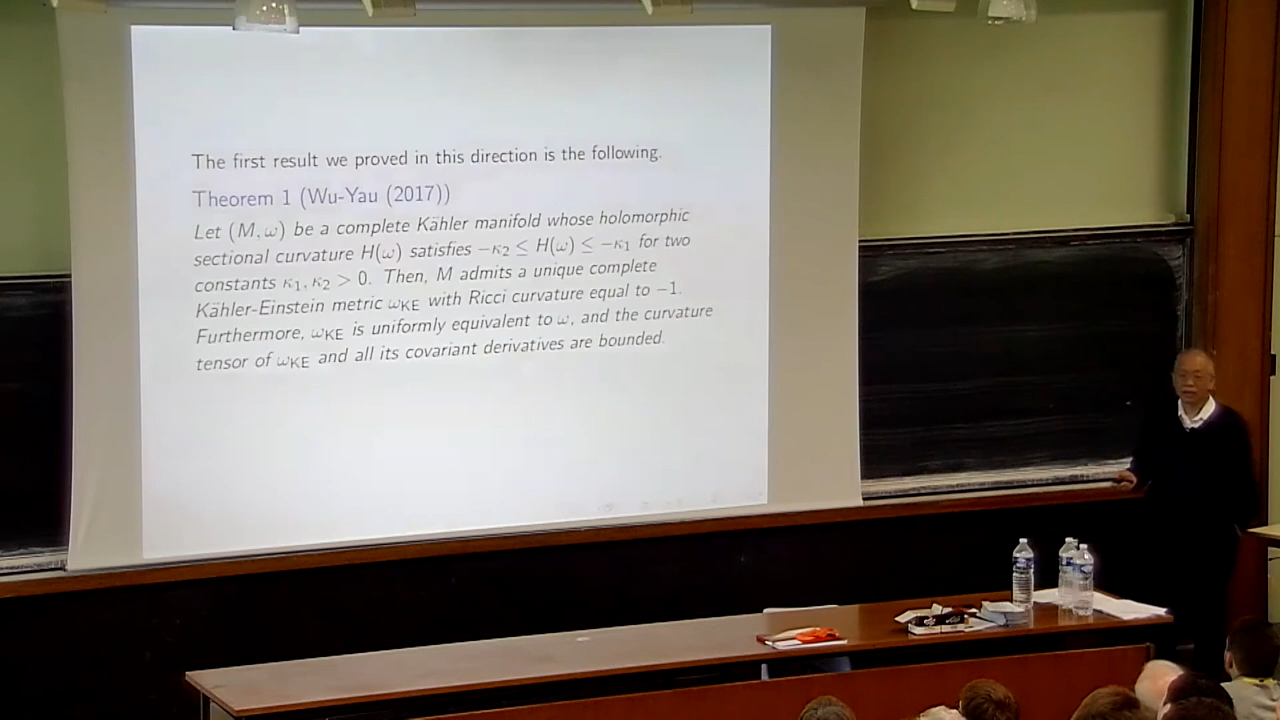 The first result we proved in this direction is the following.
Theorem 1 (Wu-Yau (2017))
Let (M, ω) be a complete Kähler manifold whose holomorphic
sectional curvature H(ω) satisfies −κ₂ ≤ H(ω) ≤ −κ₁ for two
constants κ₁, κ₂ > 0. Then, M admits a unique complete
Kähler-Einstein metric ω_KE with Ricci curvature equal to −1.
Furthermore, ω_KE is uniformly equivalent to ω, and the curvature
tensor of ω_KE and all its covariant derivatives are bounded.